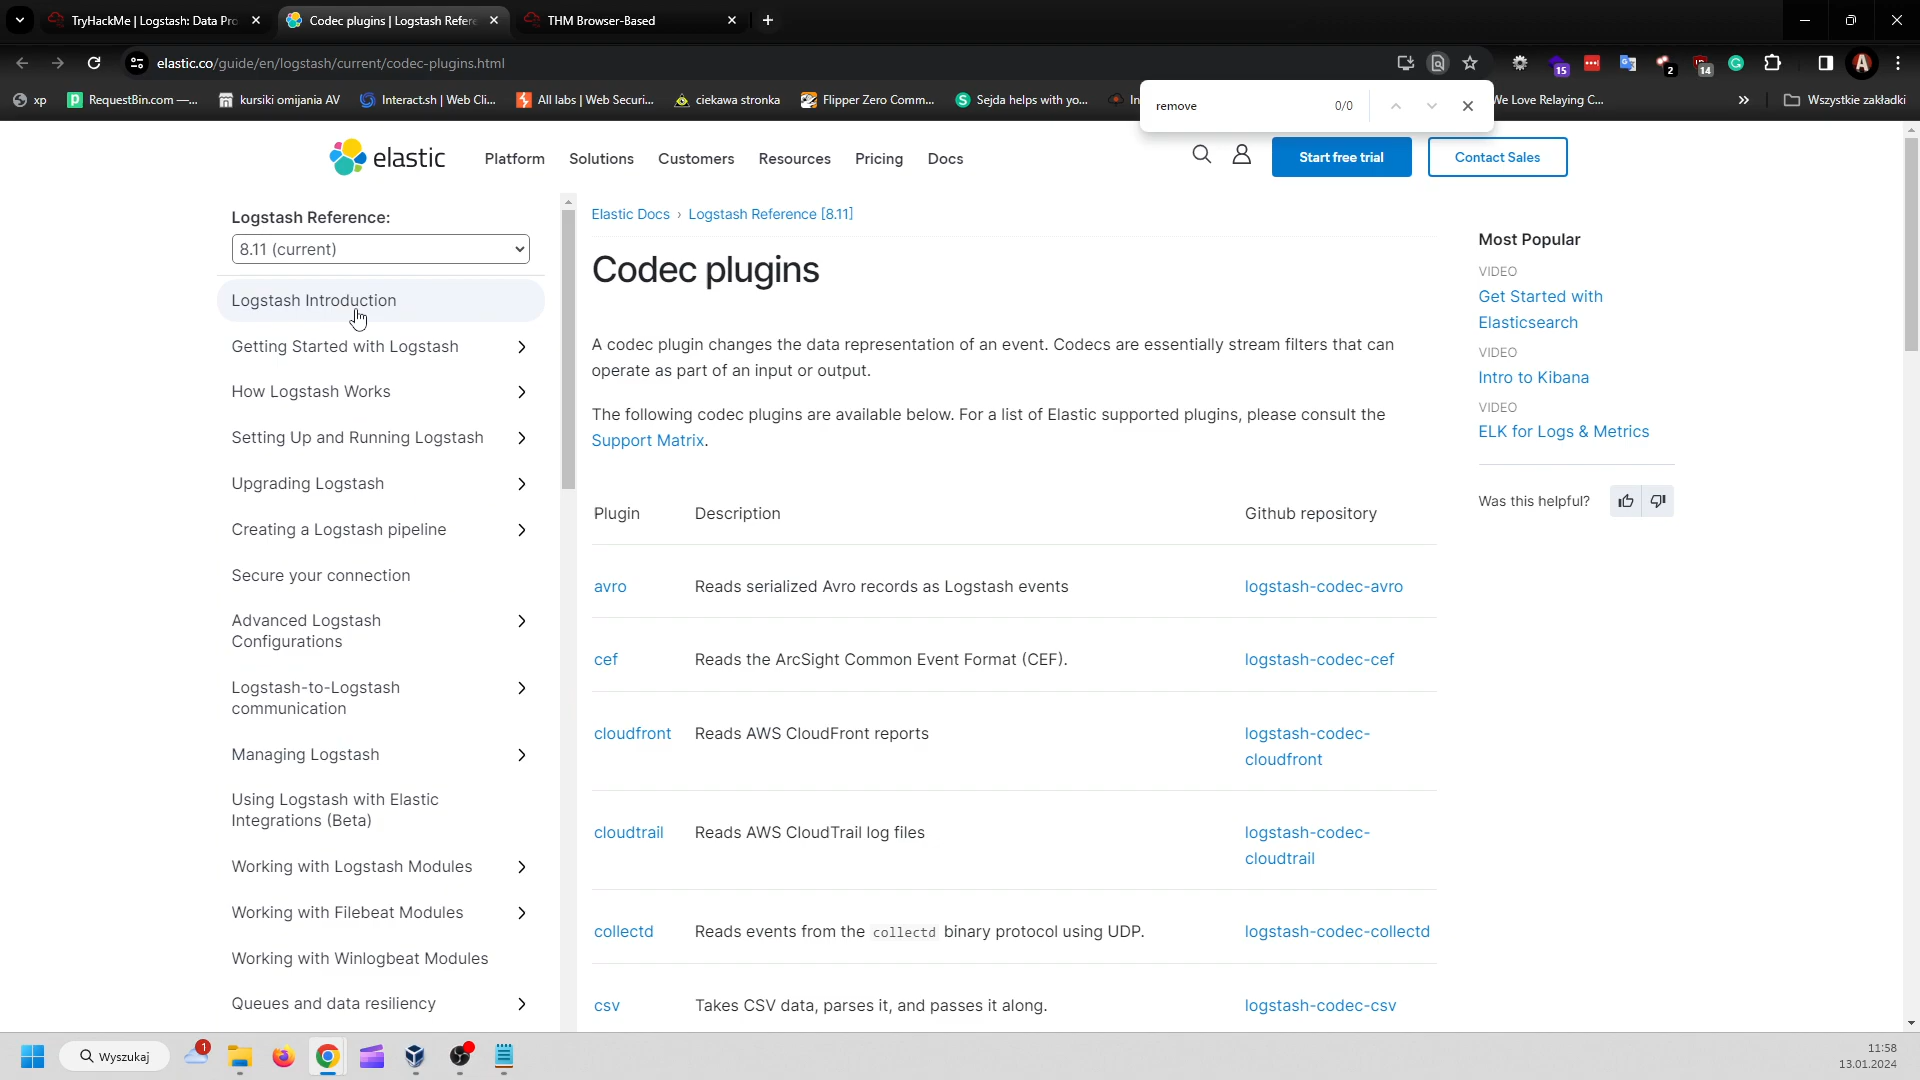 TryHackMe | Logstash: Data Pro
Codec plugins | Logstash Refere
THM Browser-Based
elastic.co/guide/en/logstash/current/codec-plugins.html
15
2
14
A
xp
RequestBin.com —...
kursiki omijania AV
Interact.sh | Web Cli...
All labs | Web Securi...
ciekawa stronka
Flipper Zero Comm...
Sejda helps with yo...
In
We Love Relaying C...
Wszystkie zakładki
remove
0/0
elastic
Platform
Solutions
Customers
Resources
Pricing
Docs
Start free trial
Contact Sales
Logstash Reference:
8.11 (current)
Logstash Introduction
Getting Started with Logstash
How Logstash Works
Setting Up and Running Logstash
Upgrading Logstash
Creating a Logstash pipeline
Secure your connection
Advanced Logstash
Configurations
Logstash-to-Logstash
communication
Managing Logstash
Using Logstash with Elastic
Integrations (Beta)
Working with Logstash Modules
Working with Filebeat Modules
Working with Winlogbeat Modules
Queues and data resiliency
Elastic Docs › Logstash Reference [8.11]
Codec plugins
A codec plugin changes the data representation of an event. Codecs are essentially stream filters that can
operate as part of an input or output.
The following codec plugins are available below. For a list of Elastic supported plugins, please consult the
Support Matrix.
Plugin Description Github repository
avro Reads serialized Avro records as Logstash events logstash-codec-avro
cef Reads the ArcSight Common Event Format (CEF). logstash-codec-cef
cloudfront Reads AWS CloudFront reports logstash-codec-
cloudfront
cloudtrail Reads AWS CloudTrail log files logstash-codec-
cloudtrail
collectd Reads events from the collectd binary protocol using UDP. logstash-codec-collectd
csv Takes CSV data, parses it, and passes it along. logstash-codec-csv
Most Popular
VIDEO
Get Started with
Elasticsearch
VIDEO
Intro to Kibana
VIDEO
ELK for Logs & Metrics
Was this helpful?
Wyszukaj
1
11:58
13.01.2024